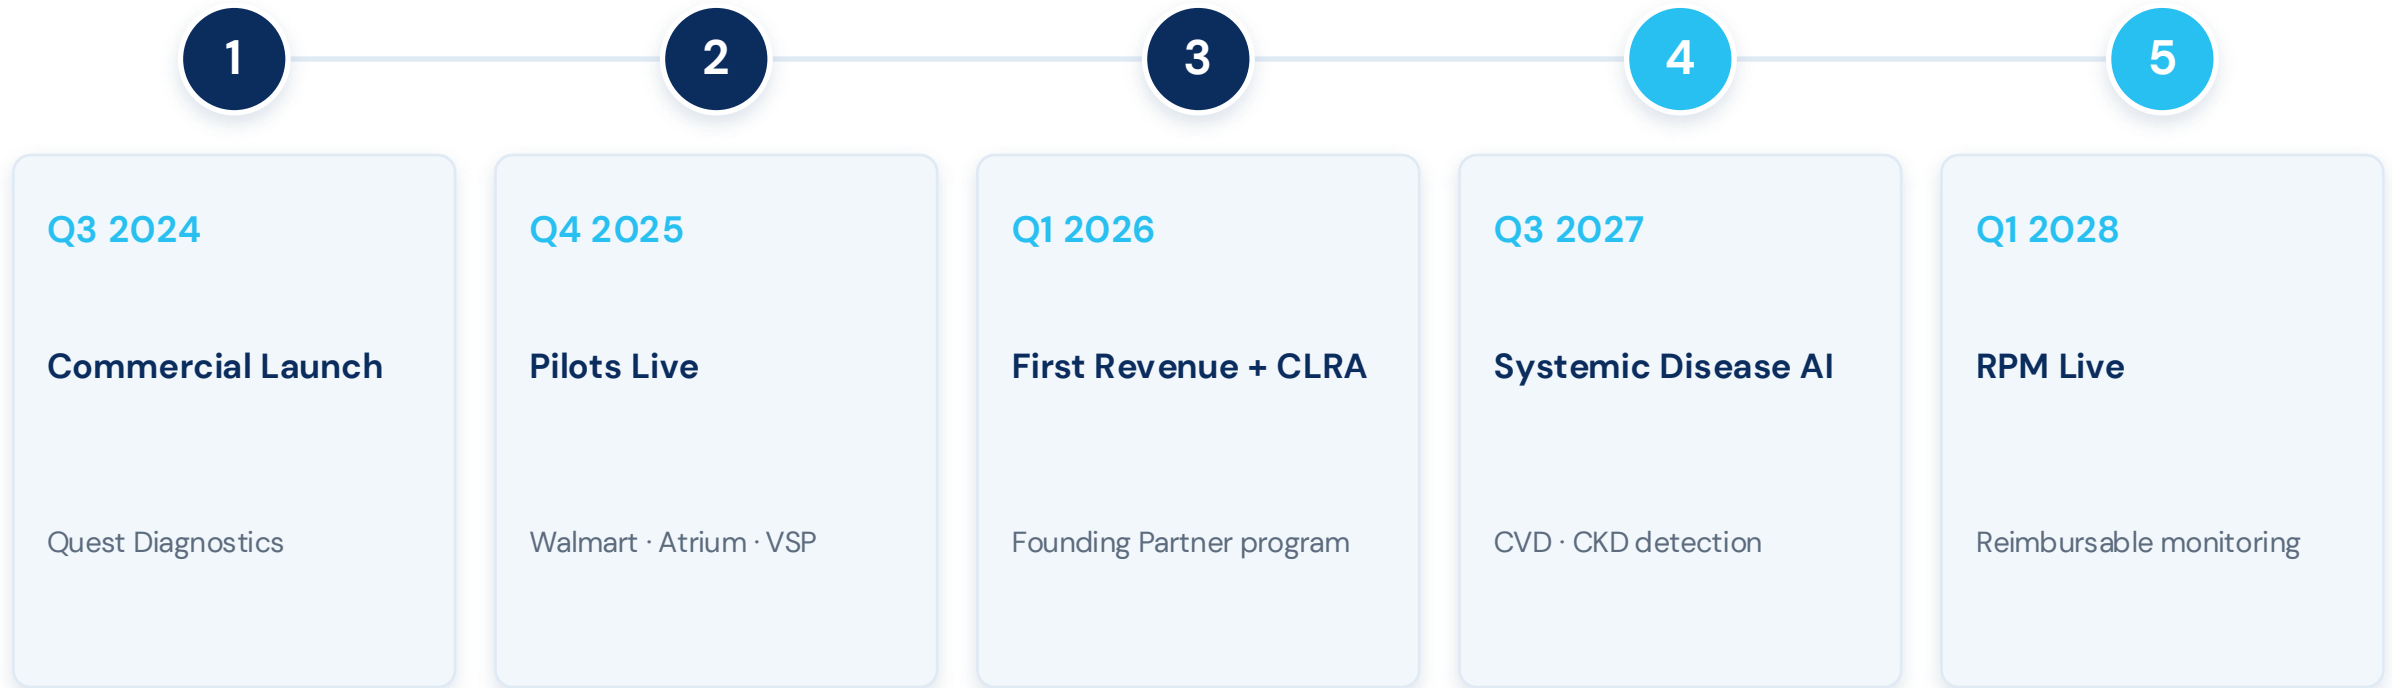 1
2
3
4
5
Q3 2024
Commercial Launch
Quest Diagnostics
Q4 2025
Pilots Live
Walmart · Atrium · VSP
Q1 2026
First Revenue + CLRA
Founding Partner program
Q3 2027
Systemic Disease AI
CVD · CKD detection
Q1 2028
RPM Live
Reimbursable monitoring